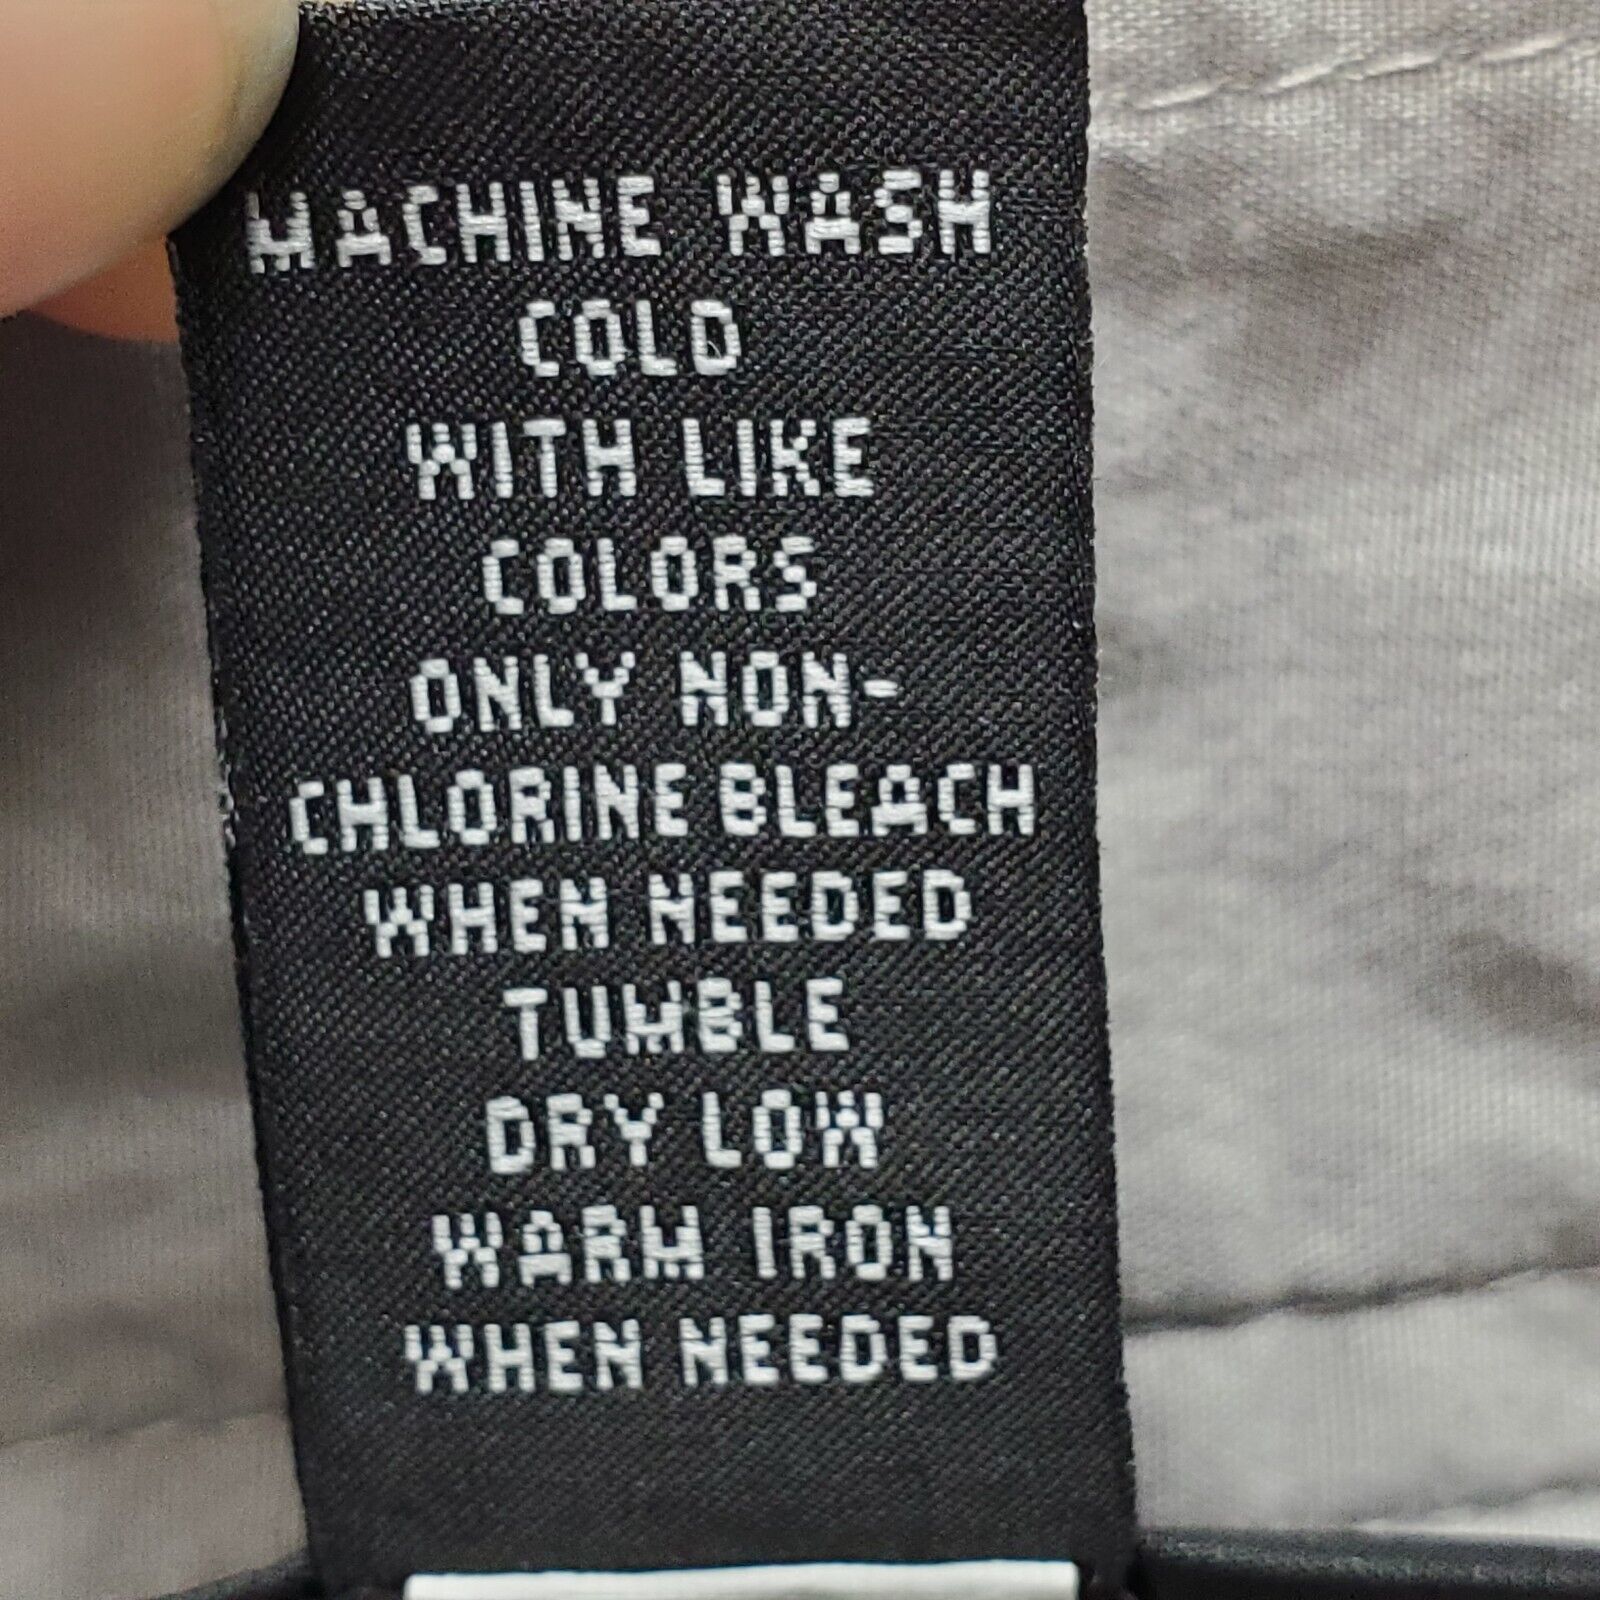 MACHINE WASH
COLD
WITH LIKE
COLORS
ONLY NON-
CHLORINE BLEACH
WHEN NEEDED
TUMBLE
DRY LOW
WARM IRON
WHEN NEEDED